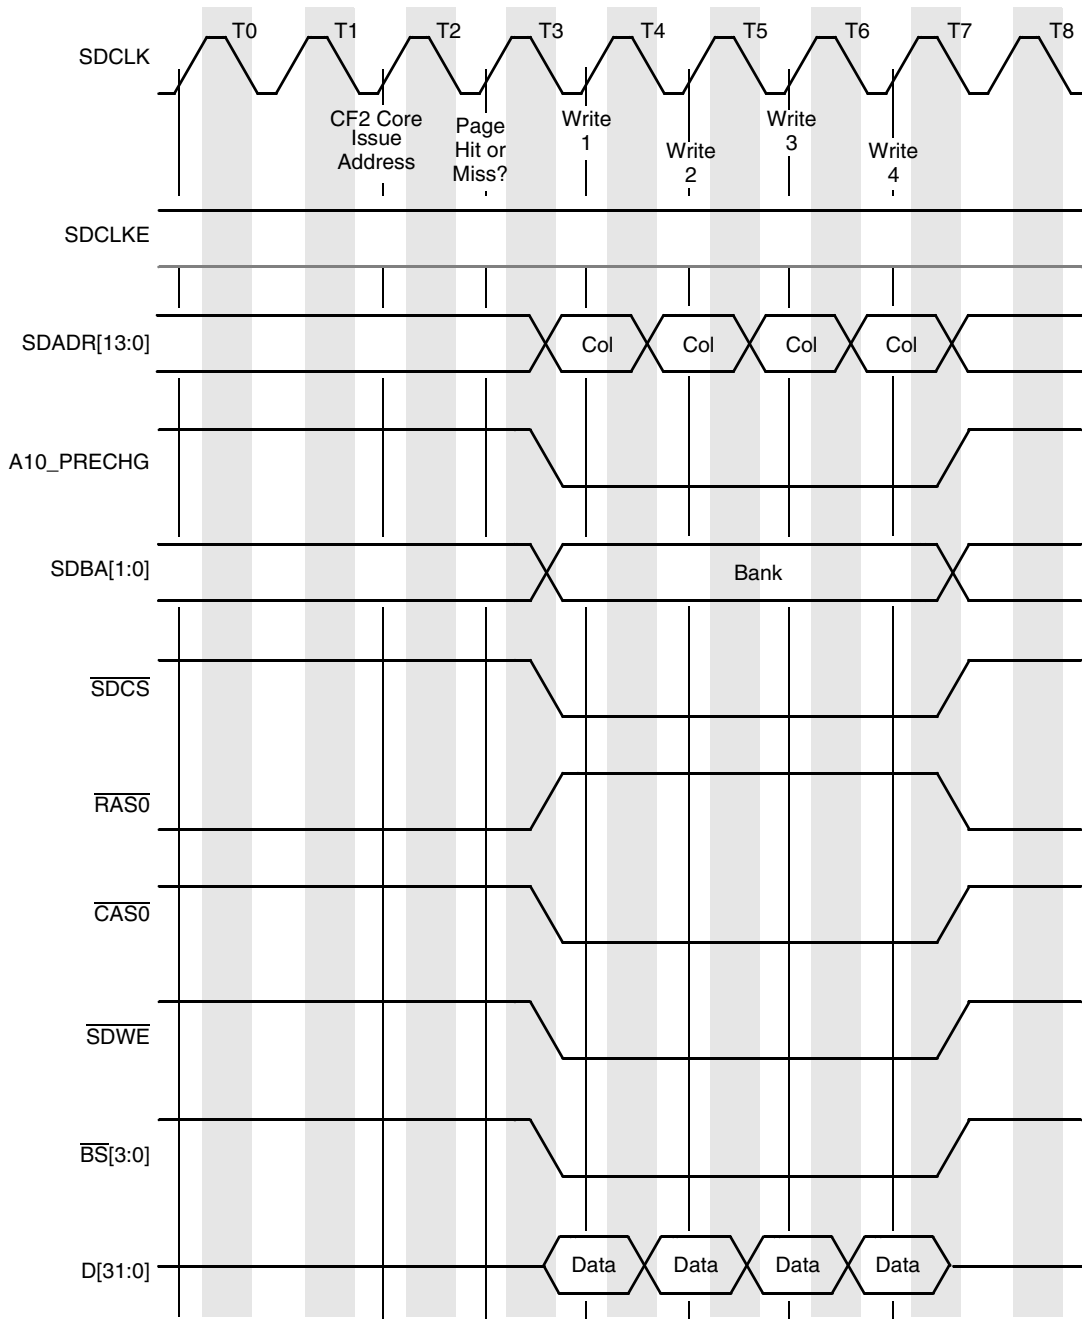 T0 T1 T2 T3 T4 T5 T6 T7 T8
SDCLK
CF2 Core
Issue
Address
Page
Hit or
Miss?
Write
1
Write
2
Write
3
Write
4
SDCLKE
SDADR[13:0]
Col Col Col Col
A10_PRECHG
SDBA[1:0]
Bank
SDCS
RAS0
CAS0
SDWE
BS[3:0]
D[31:0]
Data Data Data Data